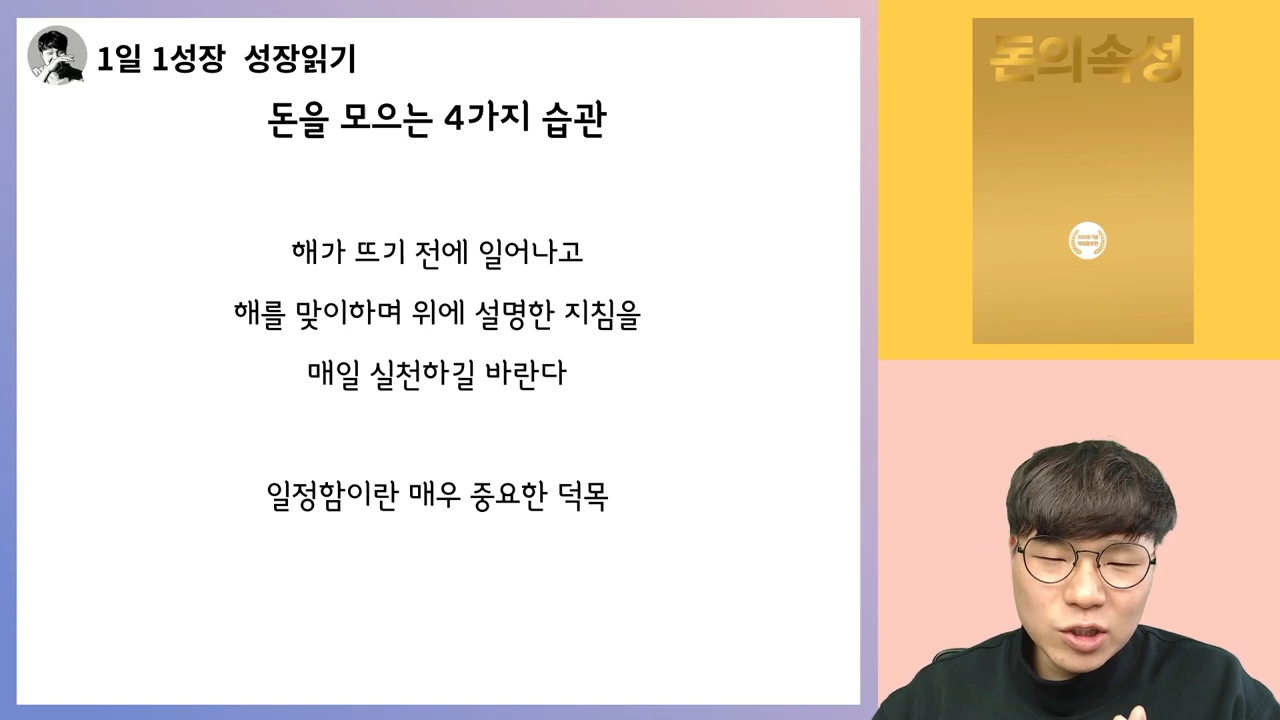 1일 1성장 성장읽기
돈을 모으는 4가지 습관
해가 뜨기 전에 일어나고
해를 맞이하며 위에 설명한 지침을
매일 실천하길 바란다
일정함이란 매우 중요한 덕목
돈의 속성